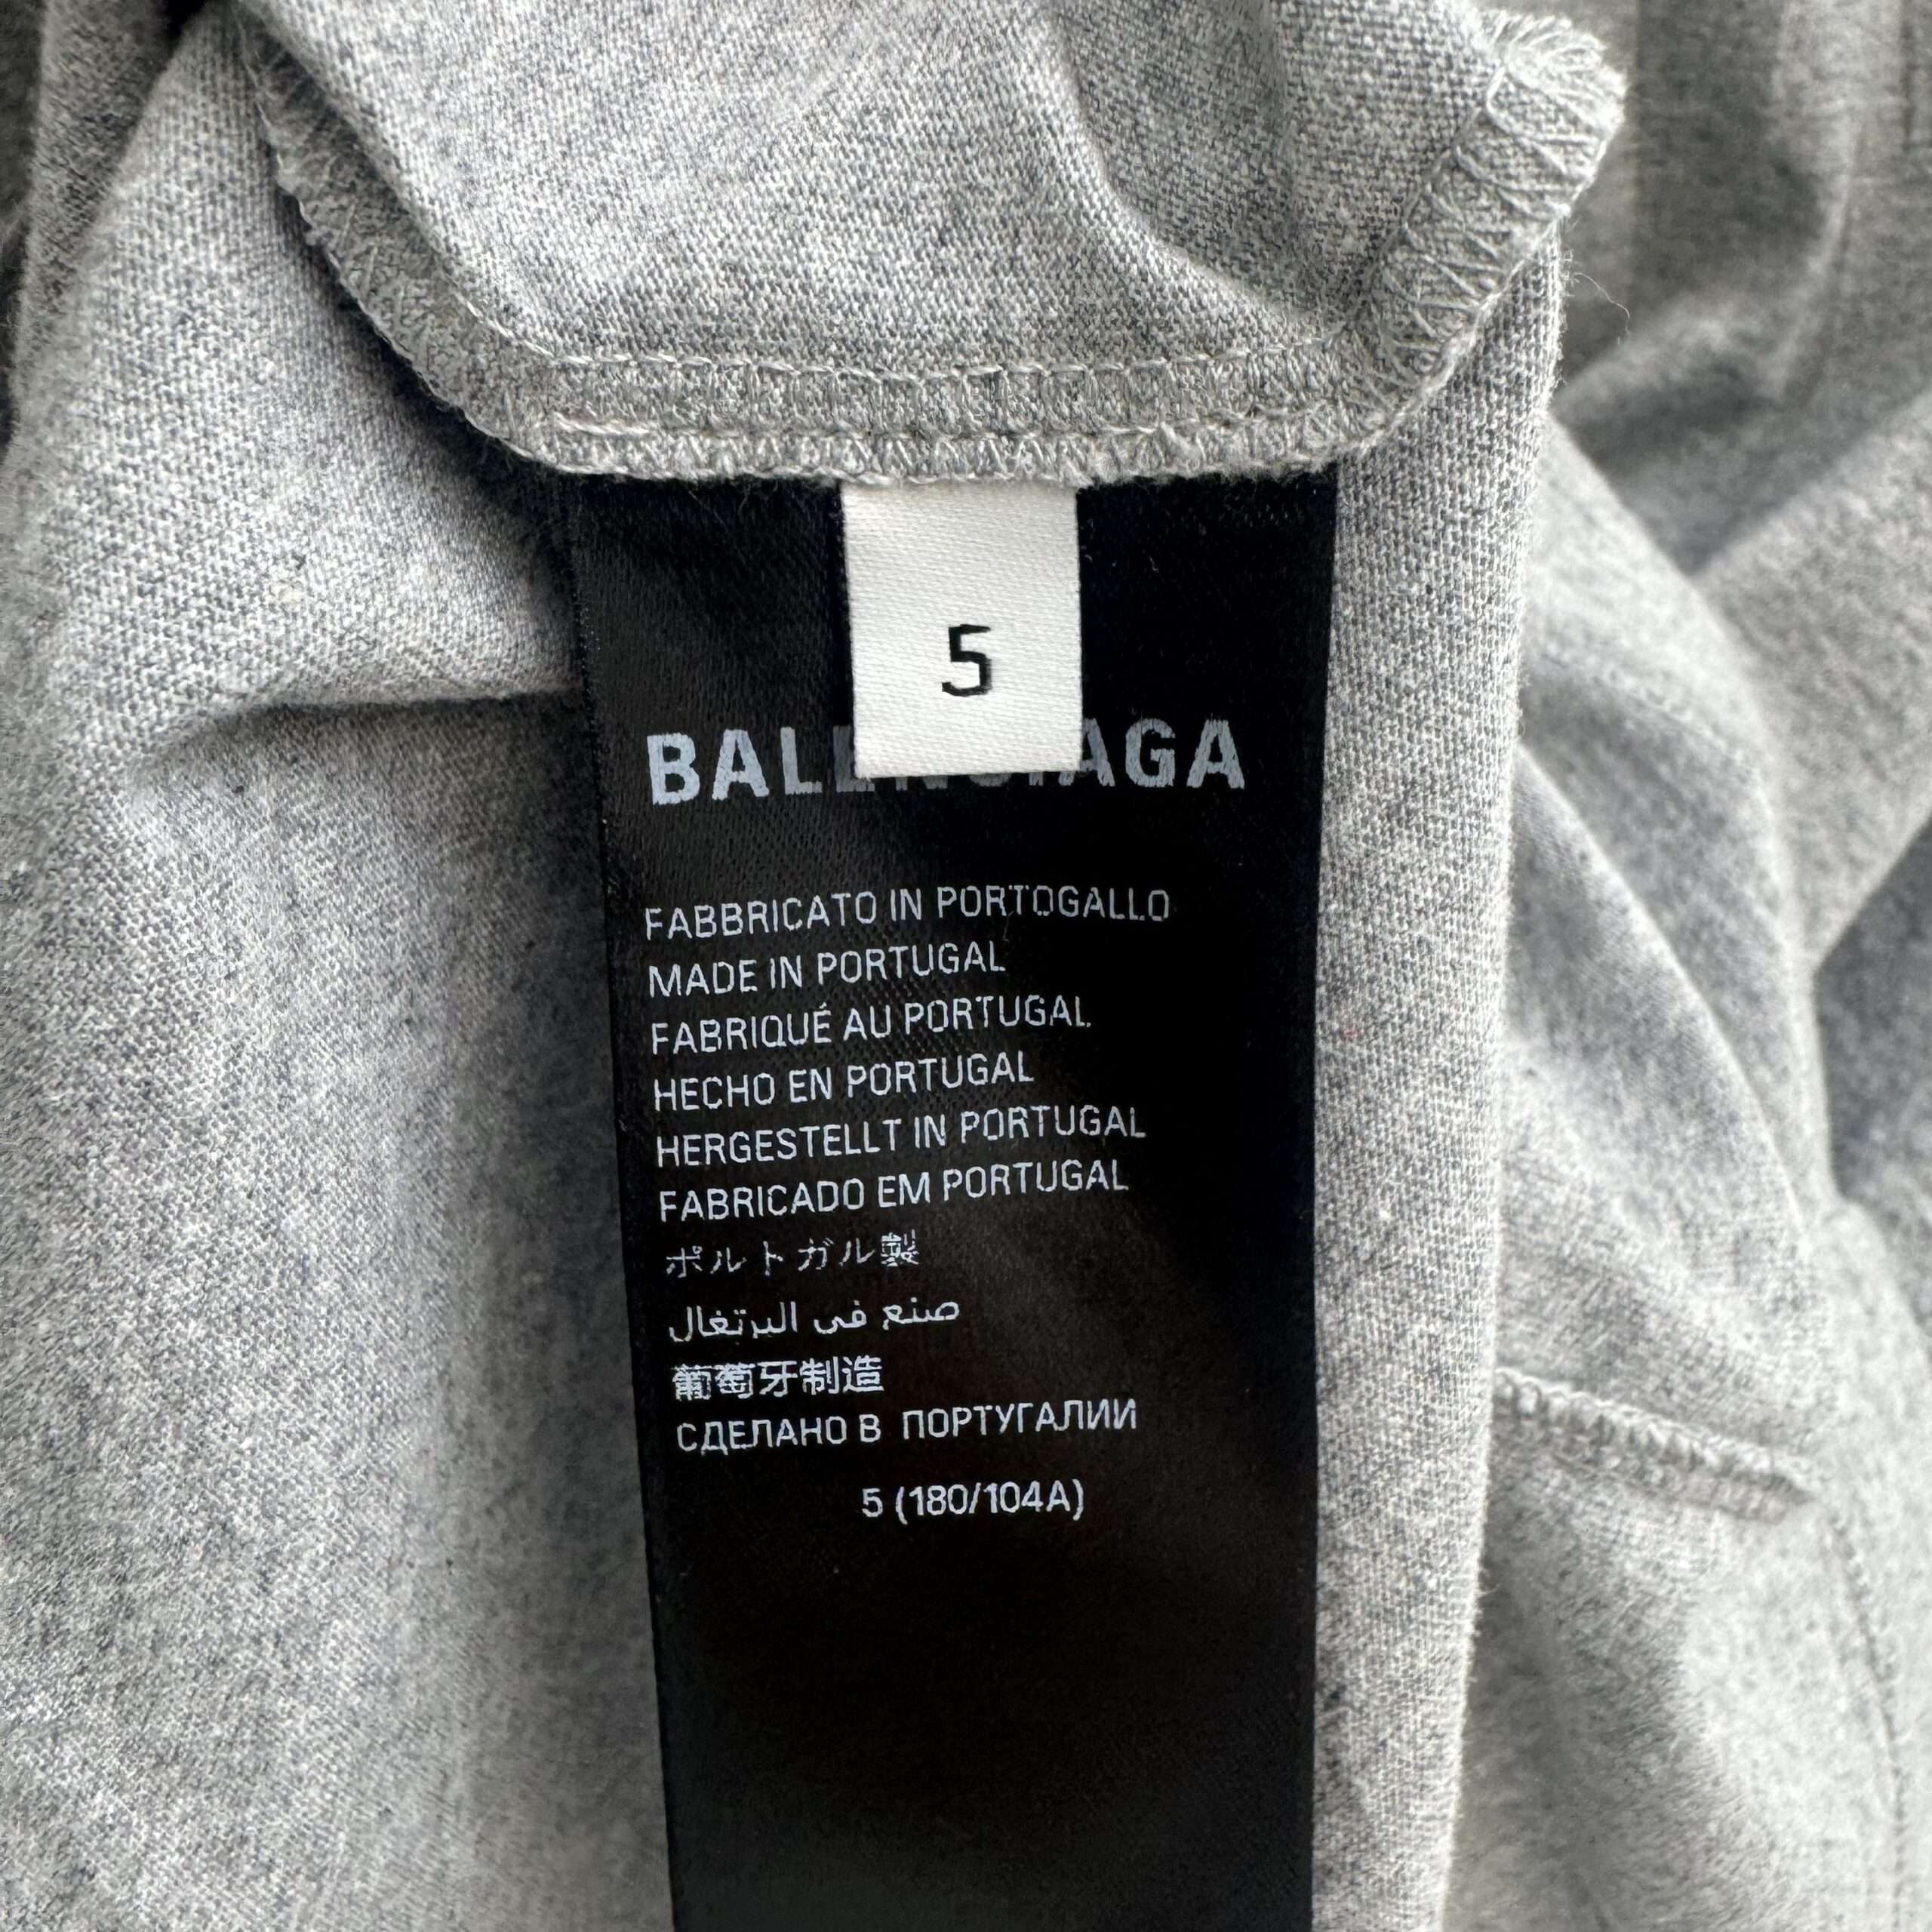 5
BALENCIAGA
FABBRICATO IN PORTOGALLO
MADE IN PORTUGAL
FABRIQUÉ AU PORTUGAL
HECHO EN PORTUGAL
HERGESTELLT IN PORTUGAL
FABRICADO EM PORTUGAL
ポルトガル製
صنع في البرتغال
葡萄牙制造
СДЕЛАНО В ПОРТУГАЛИИ
5 (180/104A)